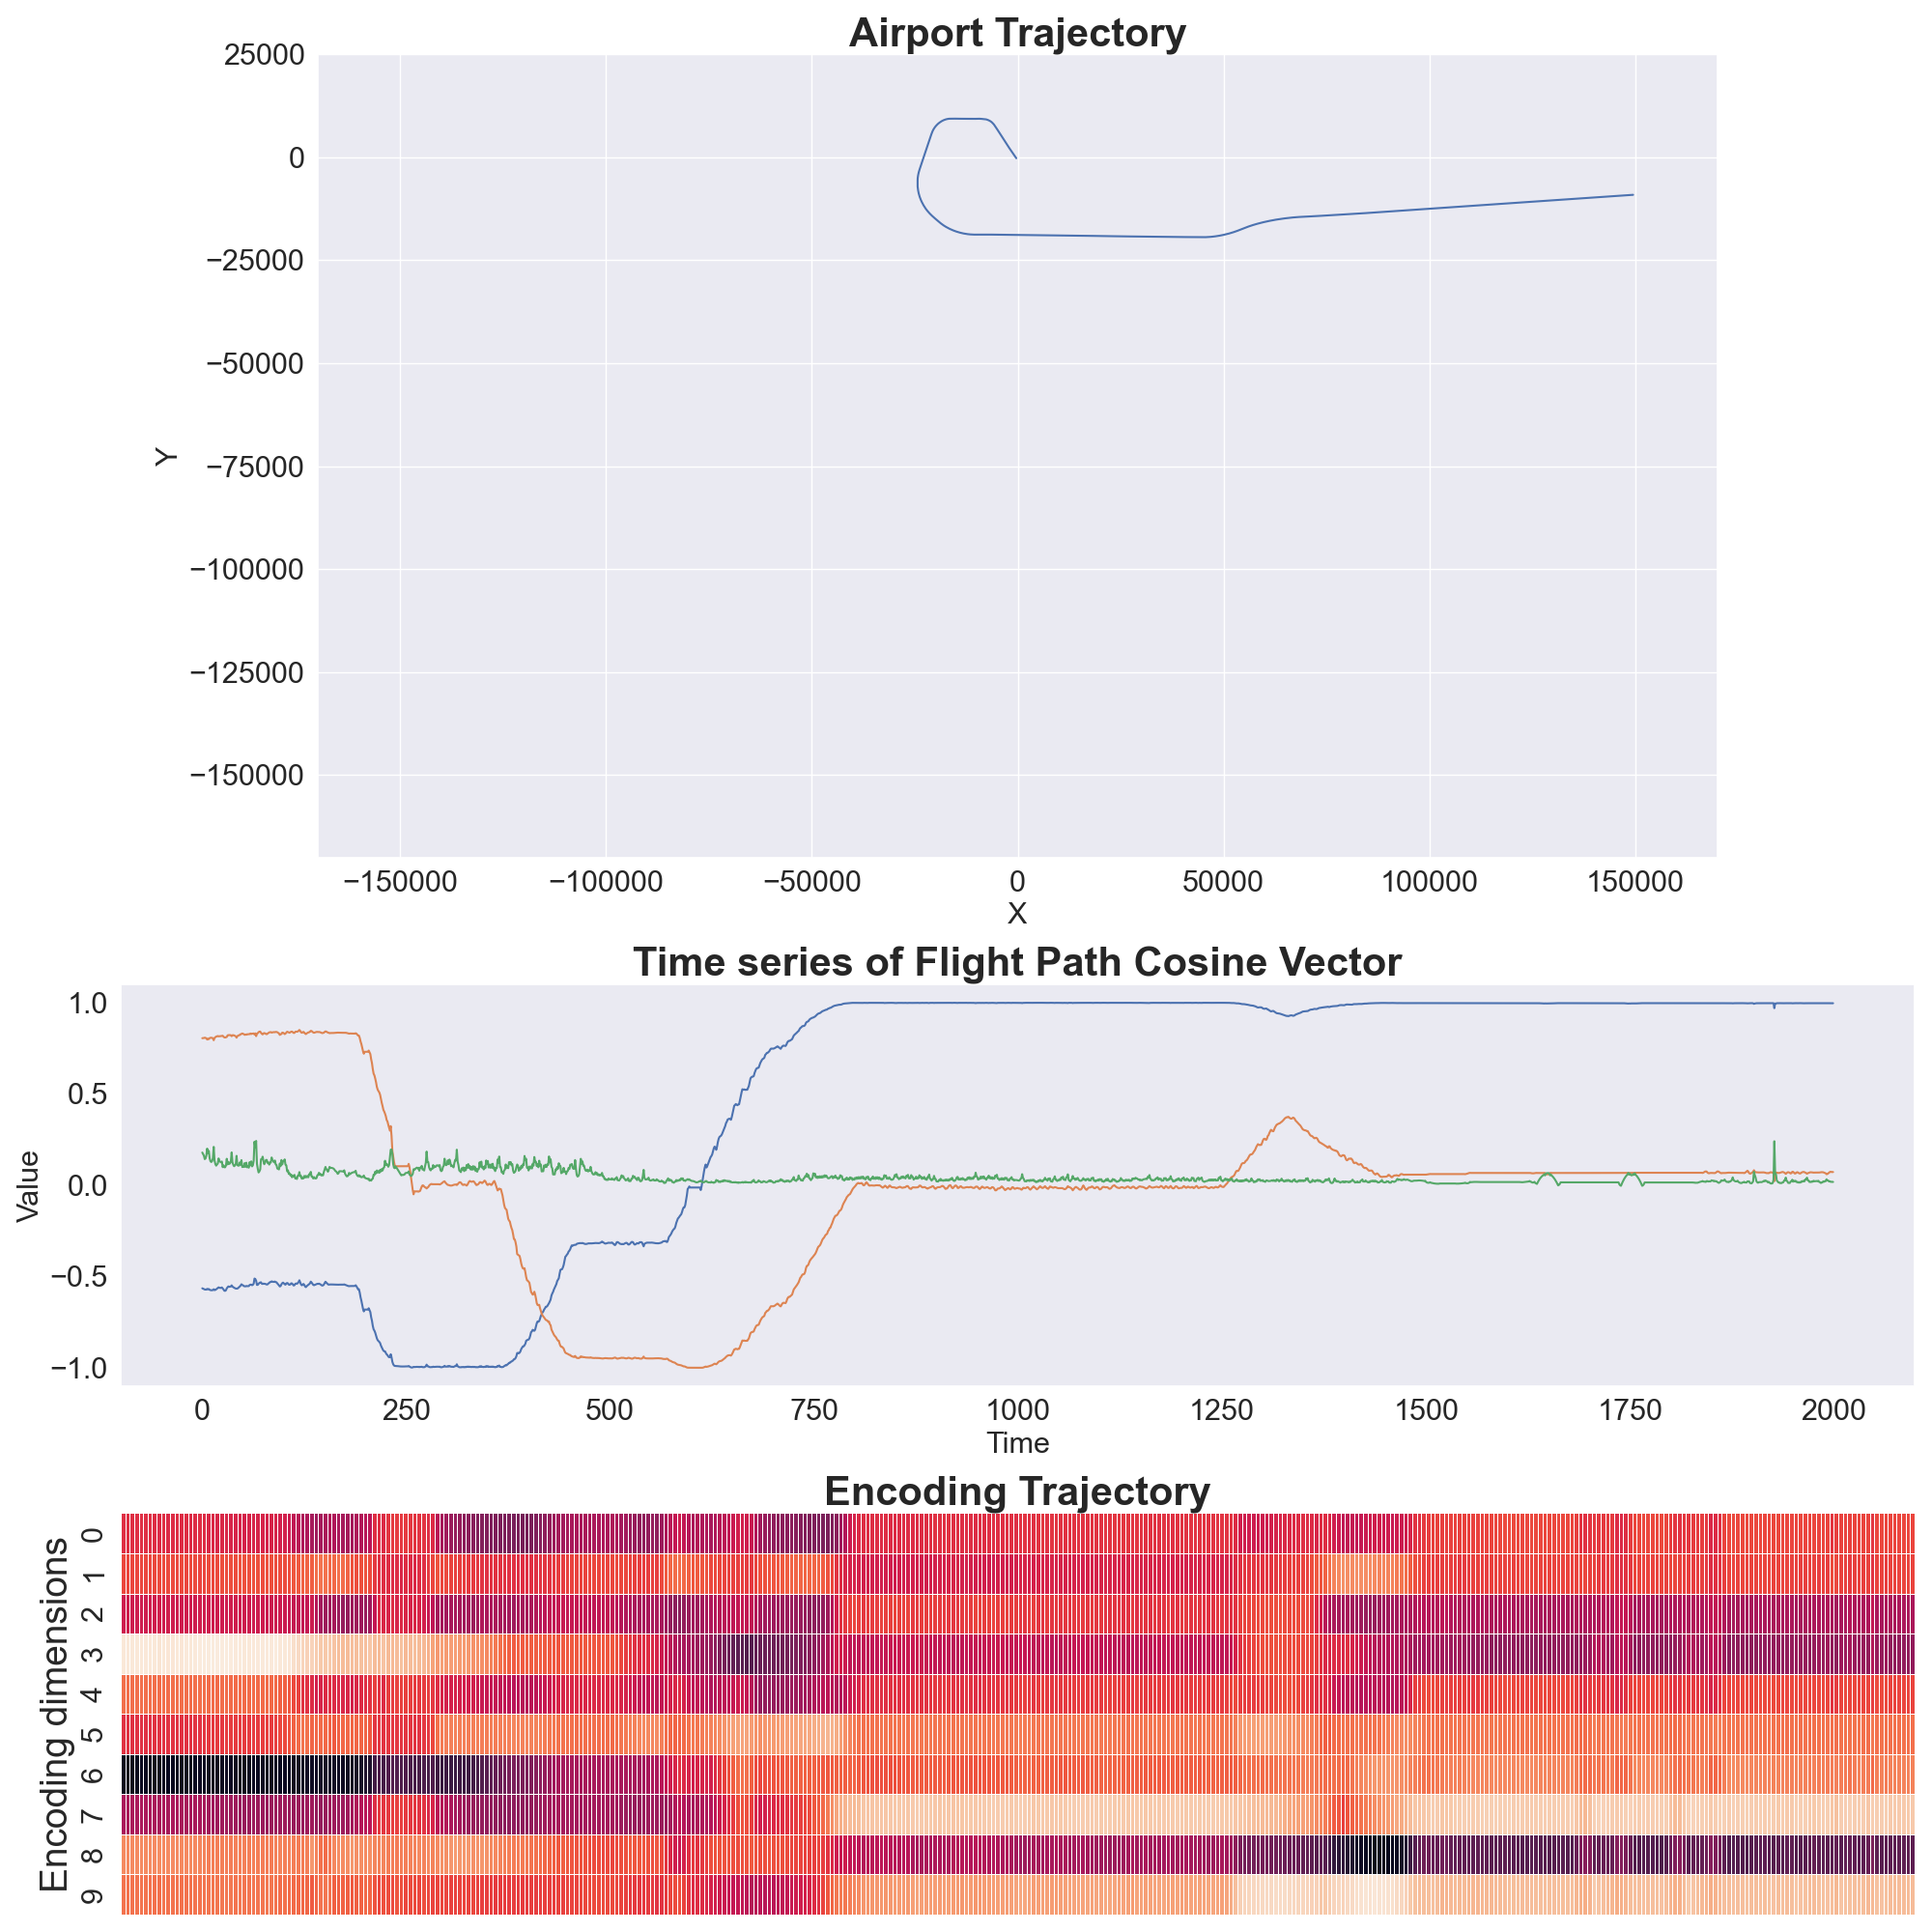 Airport Trajectory
25000
0
−25000
−50000
−75000
−100000
−125000
−150000
Y
−150000 −100000 −50000 0 50000 100000 150000
X
Time series of Flight Path Cosine Vector
1.0
0.5
0.0
−0.5
−1.0
Value
0 250 500 750 1000 1250 1500 1750 2000
Time
Encoding Trajectory
Encoding dimensions
0
1
2
3
4
5
6
7
8
9